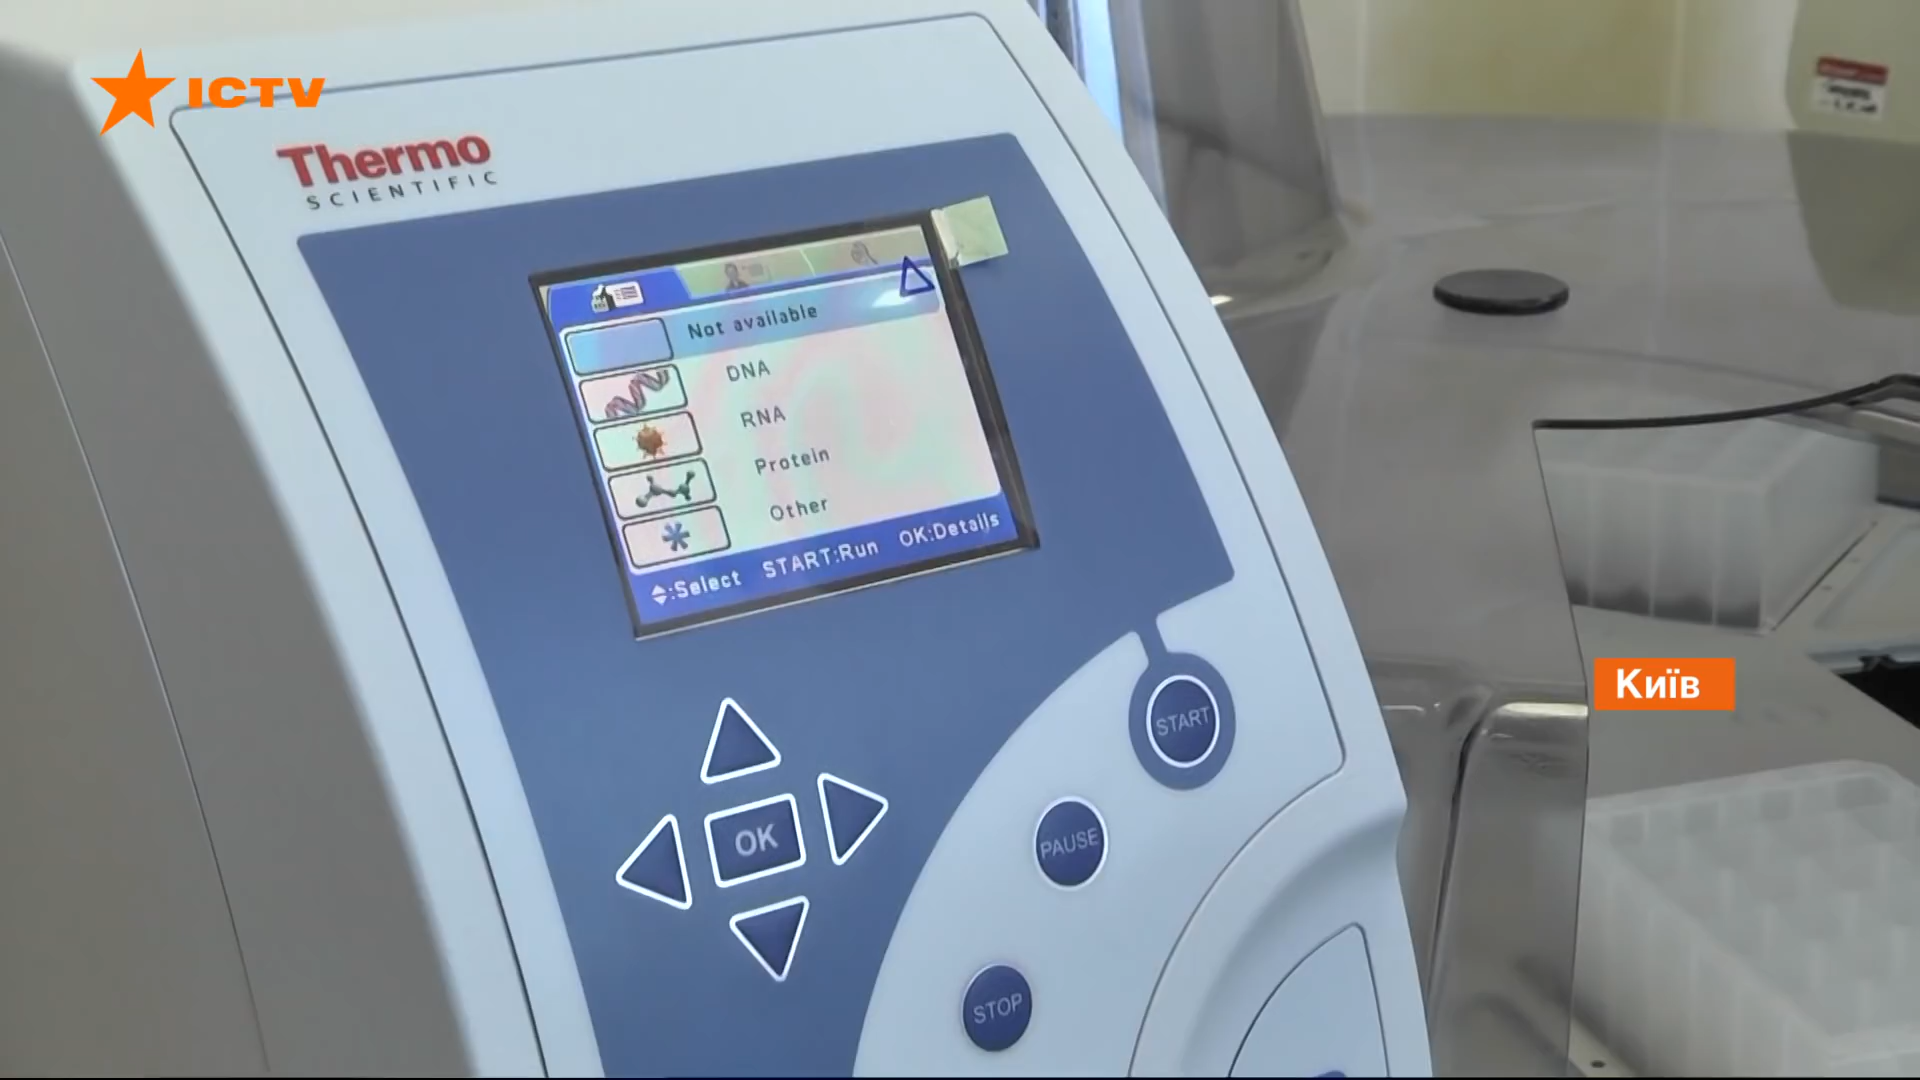 ICTV
Thermo
SCIENTIFIC
Not available
DNA
RNA
Protein
Other
:Select START:Run OK:Details
START
OK
PAUSE
STOP
Київ